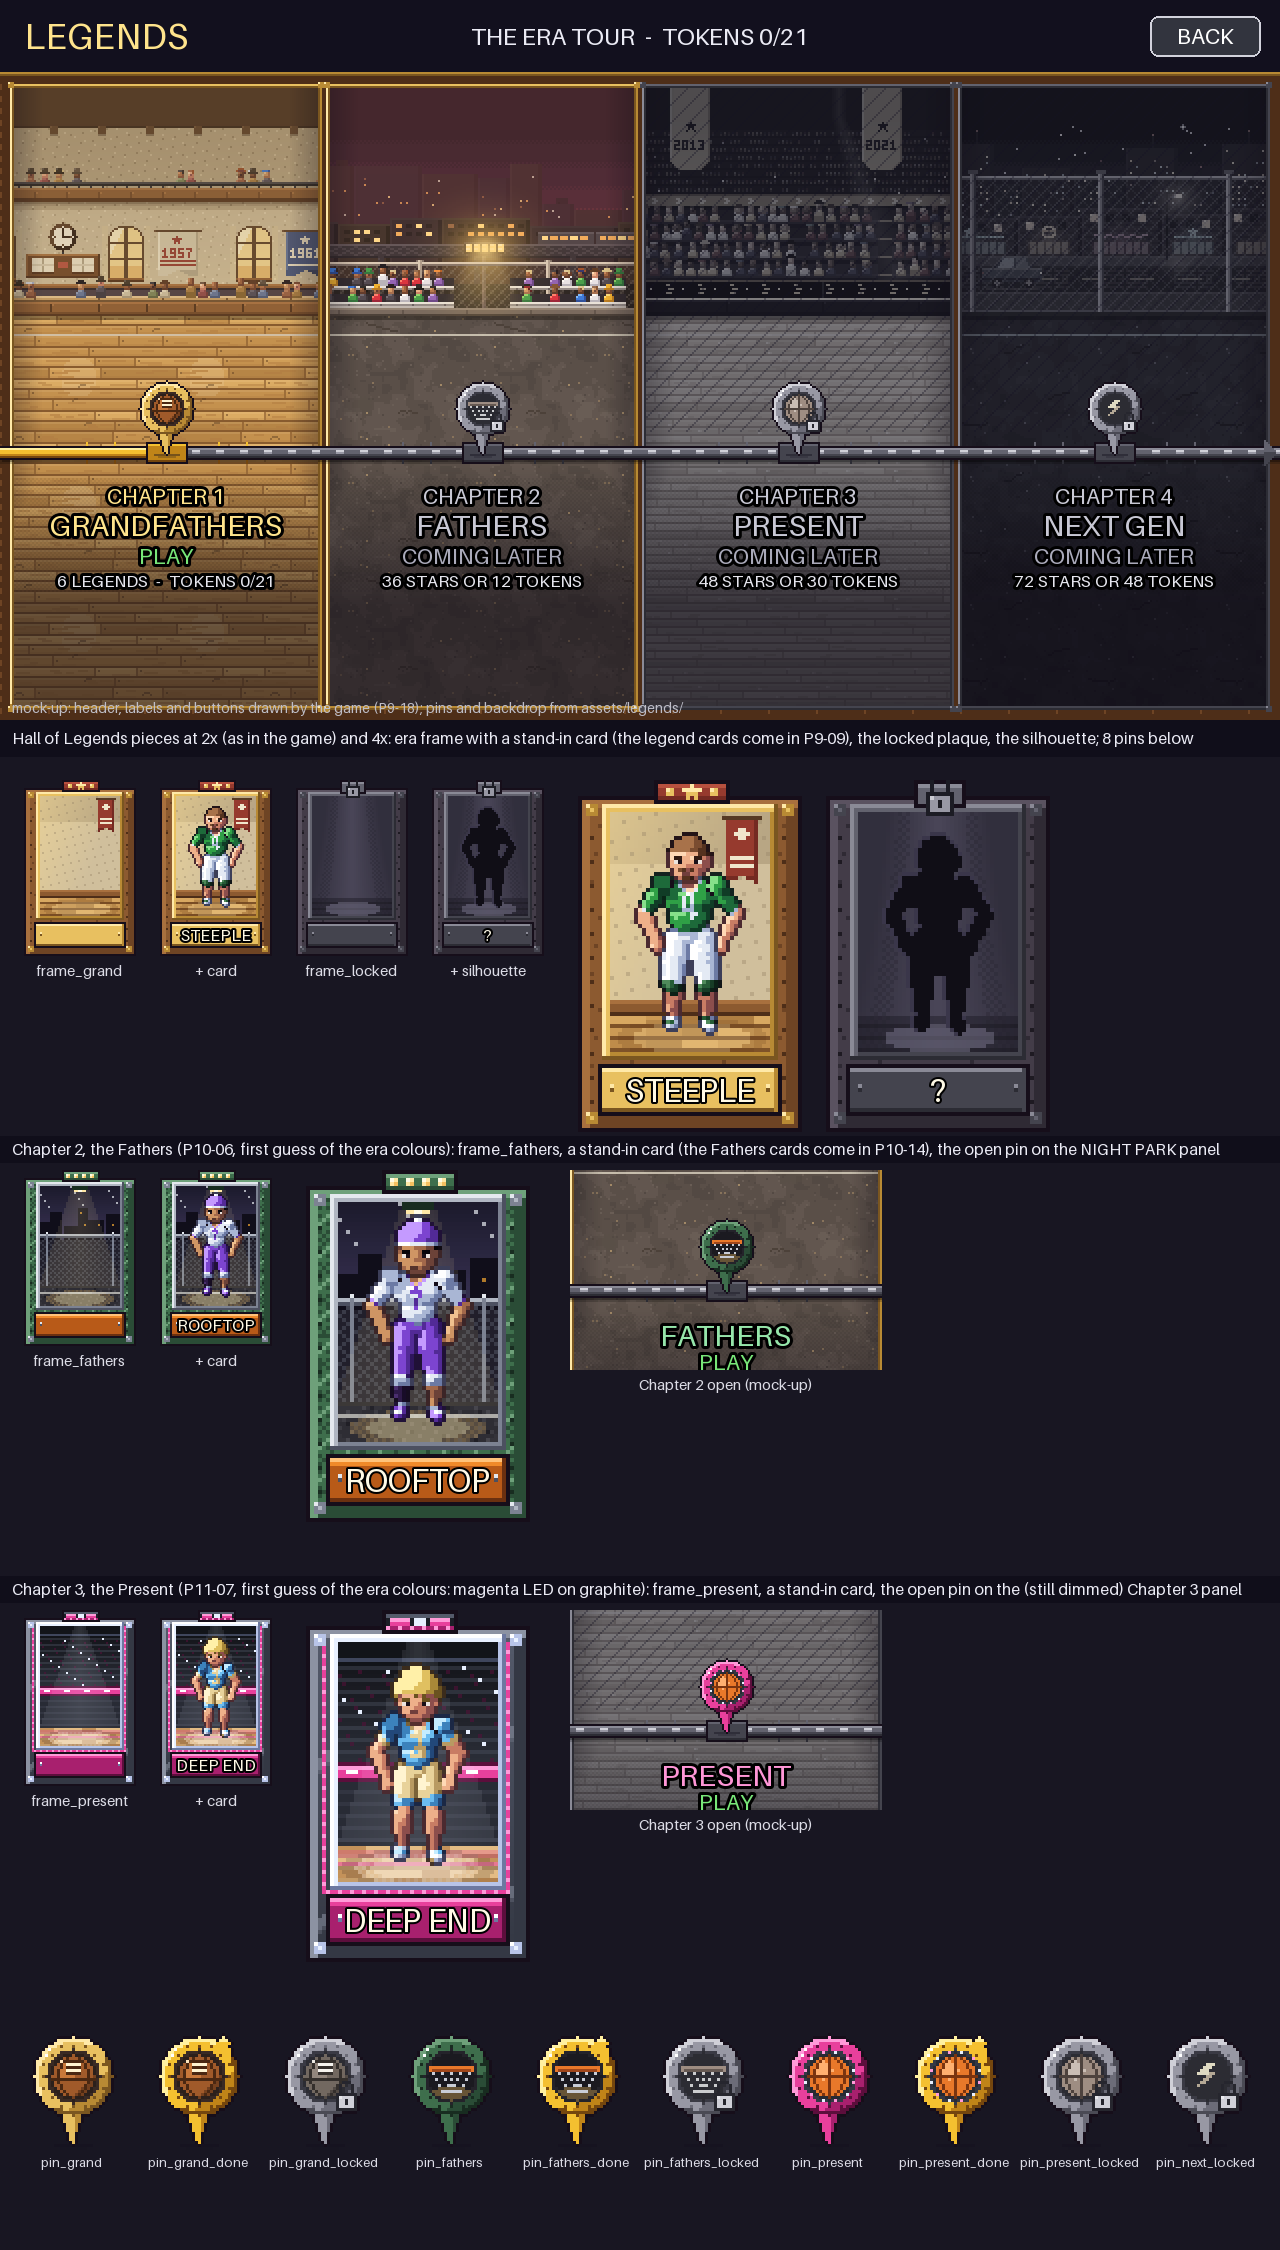 LEGENDS
THE ERA TOUR - TOKENS 0/21
BACK
2013
2021
1957
1961
CHAPTER 1
GRANDFATHERS
PLAY
6 LEGENDS - TOKENS 0/21
CHAPTER 2
FATHERS
COMING LATER
36 STARS OR 12 TOKENS
CHAPTER 3
PRESENT
COMING LATER
48 STARS OR 30 TOKENS
CHAPTER 4
NEXT GEN
COMING LATER
72 STARS OR 48 TOKENS
mock-up: header, labels and buttons drawn by the game (P9-18); pins and backdrop from assets/legends/
Hall of Legends pieces at 2x (as in the game) and 4x: era frame with a stand-in card (the legend cards come in P9-09), the locked plaque, the silhouette; 8 pins below
STEEPLE
?
frame_grand
+ card
frame_locked
+ silhouette
STEEPLE
?
Chapter 2, the Fathers (P10-06, first guess of the era colours): frame_fathers, a stand-in card (the Fathers cards come in P10-14), the open pin on the NIGHT PARK panel
ROOFTOP
frame_fathers
+ card
ROOFTOP
FATHERS
PLAY
Chapter 2 open (mock-up)
Chapter 3, the Present (P11-07, first guess of the era colours: magenta LED on graphite): frame_present, a stand-in card, the open pin on the (still dimmed) Chapter 3 panel
DEEP END
frame_present
+ card
DEEP END
PRESENT
PLAY
Chapter 3 open (mock-up)
pin_grand
pin_grand_done
pin_grand_locked
pin_fathers
pin_fathers_done
pin_fathers_locked
pin_present
pin_present_done
pin_present_locked
pin_next_locked